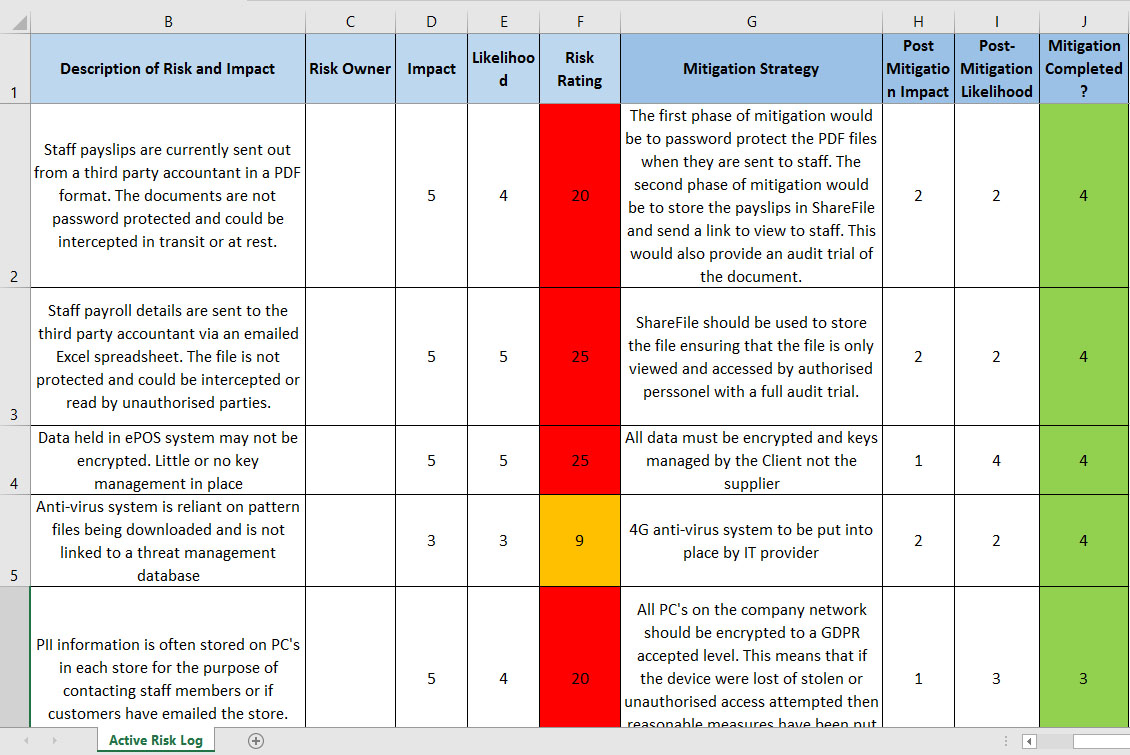 B C D E F G H I J
1
Description of Risk and Impact
Risk Owner
Impact
Likelihoo
d
Risk
Rating
Mitigation Strategy
Post
Mitigatio
n Impact
Post-
Mitigation
Likelihood
Mitigation
Completed
?
2
Staff payslips are currently sent out
from a third party accountant in a PDF
format. The documents are not
password protected and could be
intercepted in transit or at rest.
5
4
20
The first phase of mitigation would
be to password protect the PDF files
when they are sent to staff. The
second phase of mitigation would
be to store the payslips in ShareFile
and send a link to view to staff. This
would also provide an audit trial of
the document.
2
2
4
3
Staff payroll details are sent to the
third party accountant via an emailed
Excel spreadsheet. The file is not
protected and could be intercepted or
read by unauthorised parties.
5
5
25
ShareFile should be used to store
the file ensuring that the file is only
viewed and accessed by authorised
perssonel with a full audit trial.
2
2
4
4
Data held in ePOS system may not be
encrypted. Little or no key
management in place
5
5
25
All data must be encrypted and keys
managed by the Client not the
supplier
1
4
4
5
Anti-virus system is reliant on pattern
files being downloaded and is not
linked to a threat management
database
3
3
9
4G anti-virus system to be put into
place by IT provider
2
2
4
PII information is often stored on PC's
in each store for the purpose of
contacting staff members or if
customers have emailed the store.
5
4
20
All PC's on the company network
should be encrypted to a GDPR
accepted level. This means that if
the device were lost of stolen or
unauthorised access attempted then
reasonable measures have been put
1
3
3
Active Risk Log